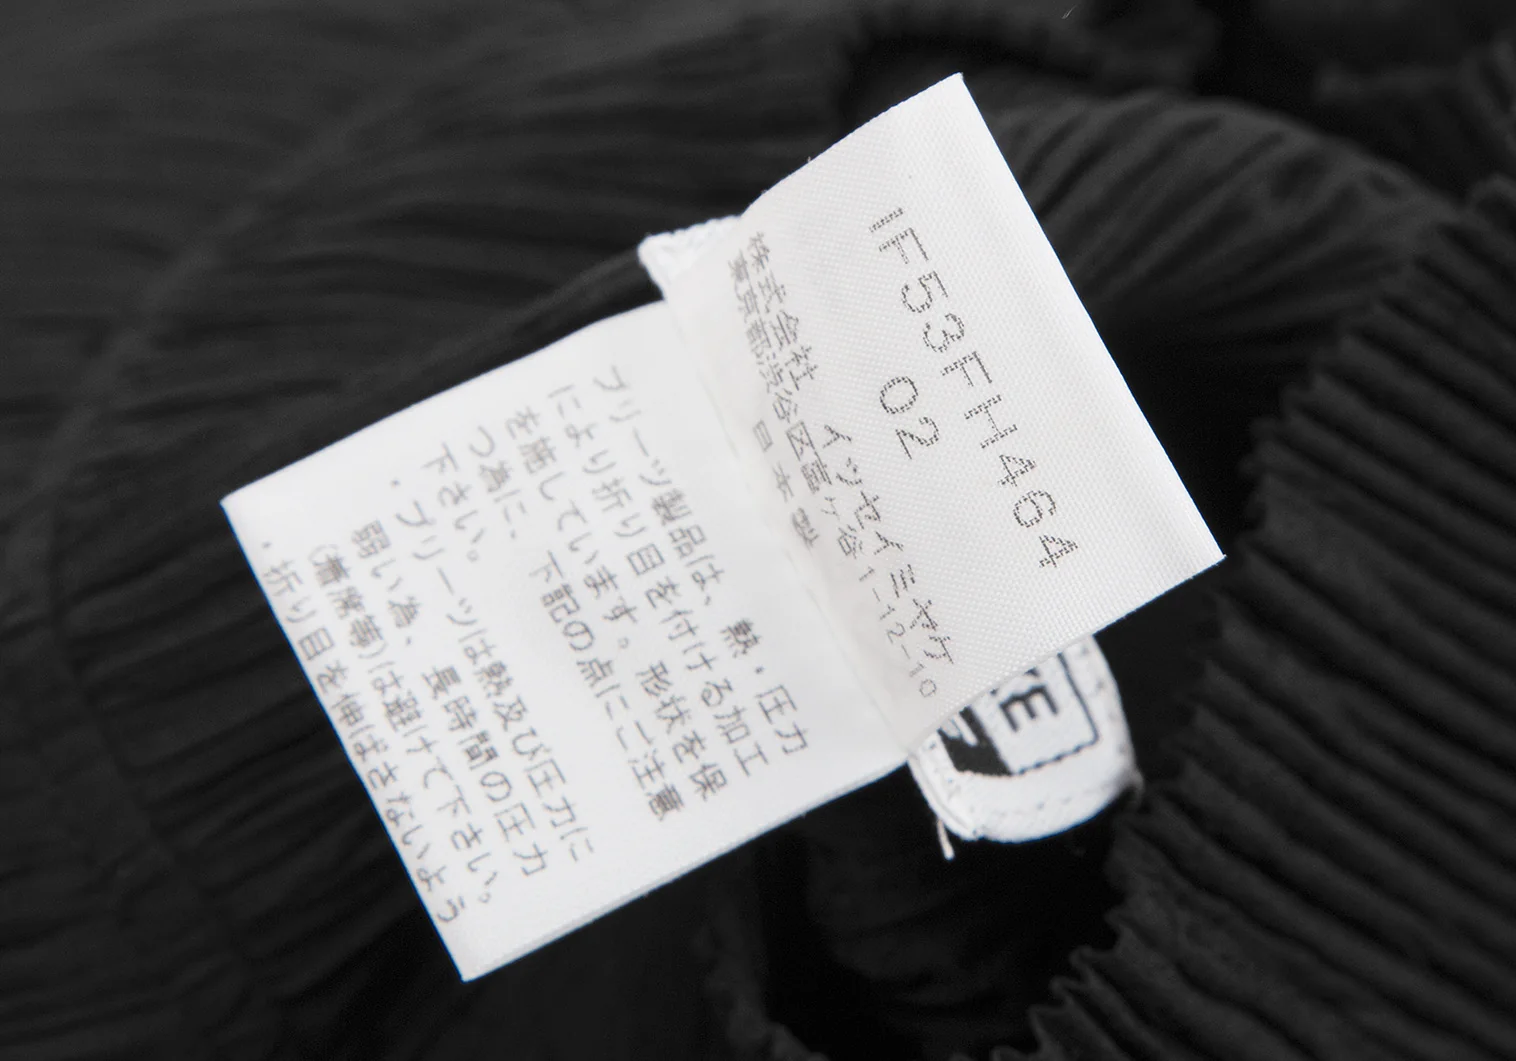 IF53FH464
02
株式会社
イッセイミヤケ
東京都渋谷区富ヶ谷1-12-10
日本製
プリーツ製品は、熱・圧力
により折り目を付ける加工
を施しています。形状を保
つ為に、下記の点にご注意
下さい。
・プリーツは熱及び圧力に
弱い為、長時間の圧力
(着席等)は避けて下さい。
・折り目を伸ばさないよう
KE